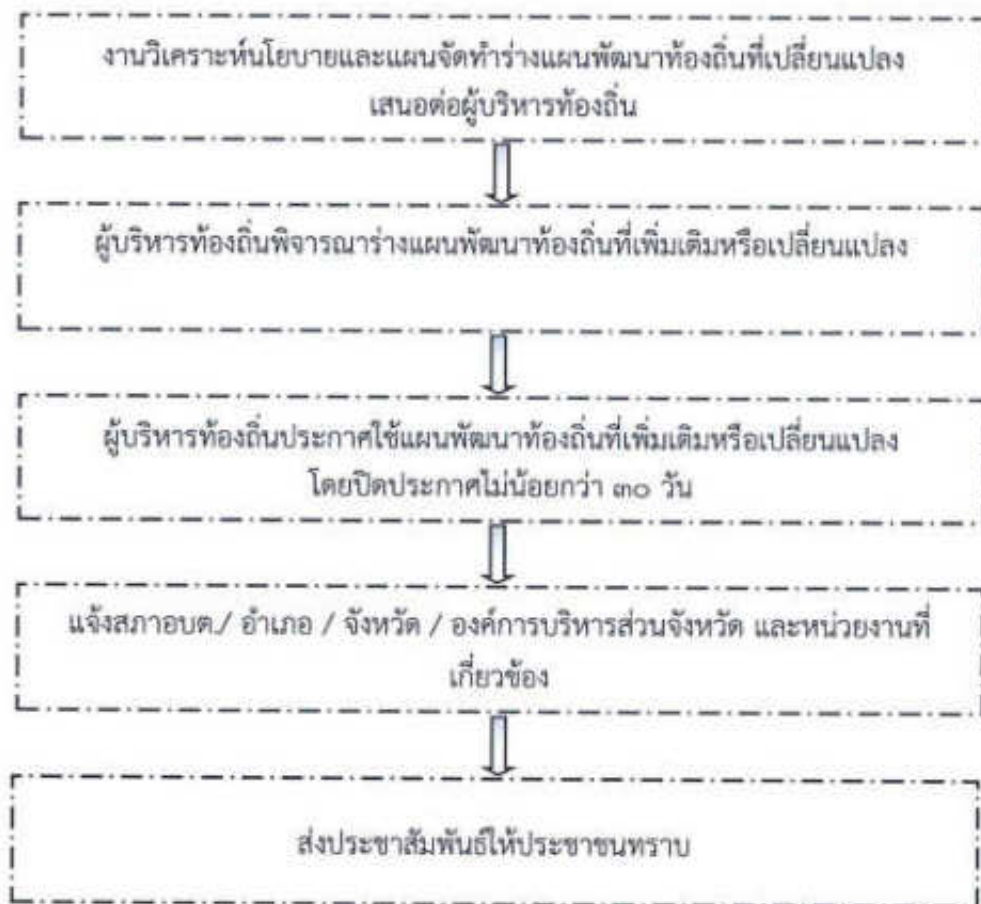 งานวิเคราะห์นโยบายและแผนจัดทำร่างแผนพัฒนาท้องถิ่นที่เปลี่ยนแปลง
เสนอต่อผู้บริหารท้องถิ่น
ผู้บริหารท้องถิ่นพิจารณาร่างแผนพัฒนาท้องถิ่นที่เพิ่มเติมหรือเปลี่ยนแปลง
ผู้บริหารท้องถิ่นประกาศใช้แผนพัฒนาท้องถิ่นที่เพิ่มเติมหรือเปลี่ยนแปลง
โดยปิดประกาศไม่น้อยกว่า ๓๐ วัน
แจ้งสภาอบต./ อำเภอ / จังหวัด / องค์การบริหารส่วนจังหวัด และหน่วยงานที่
เกี่ยวข้อง
ส่งประชาสัมพันธ์ให้ประชาชนทราบ